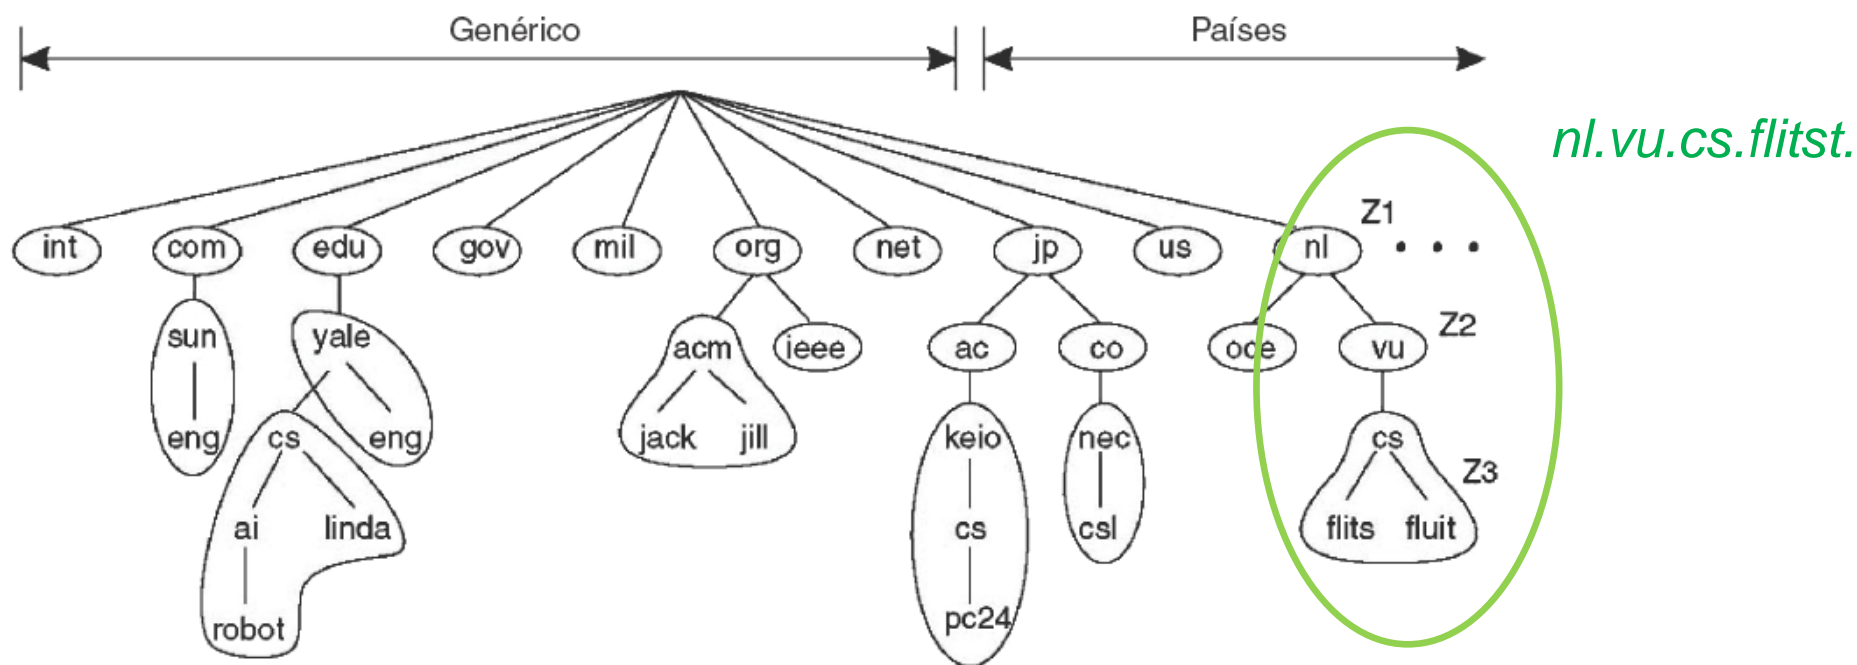 Genérico Países
nl.vu.cs.flitst.
Z1
int com edu gov mil org net jp us nl . . .
Z2
sun yale acm ieee ac co oce vu
eng cs eng jack jill keio nec cs
Z3
ai linda cs csl flits fluit
robot pc24